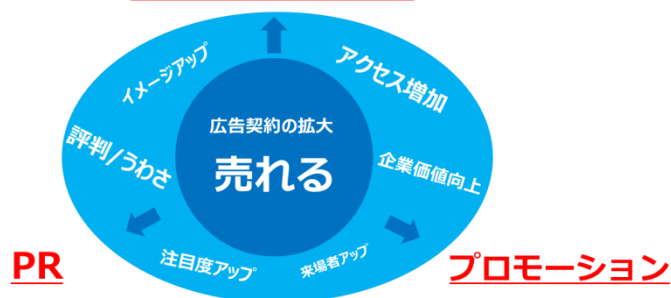 イメージアップ
アクセス増加
広告契約の拡大
売れる
評判/うわさ
企業価値向上
注目度アップ
来場者アップ
PR
プロモーション